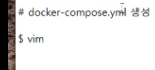 # docker-compose.yml 생성
$ vim